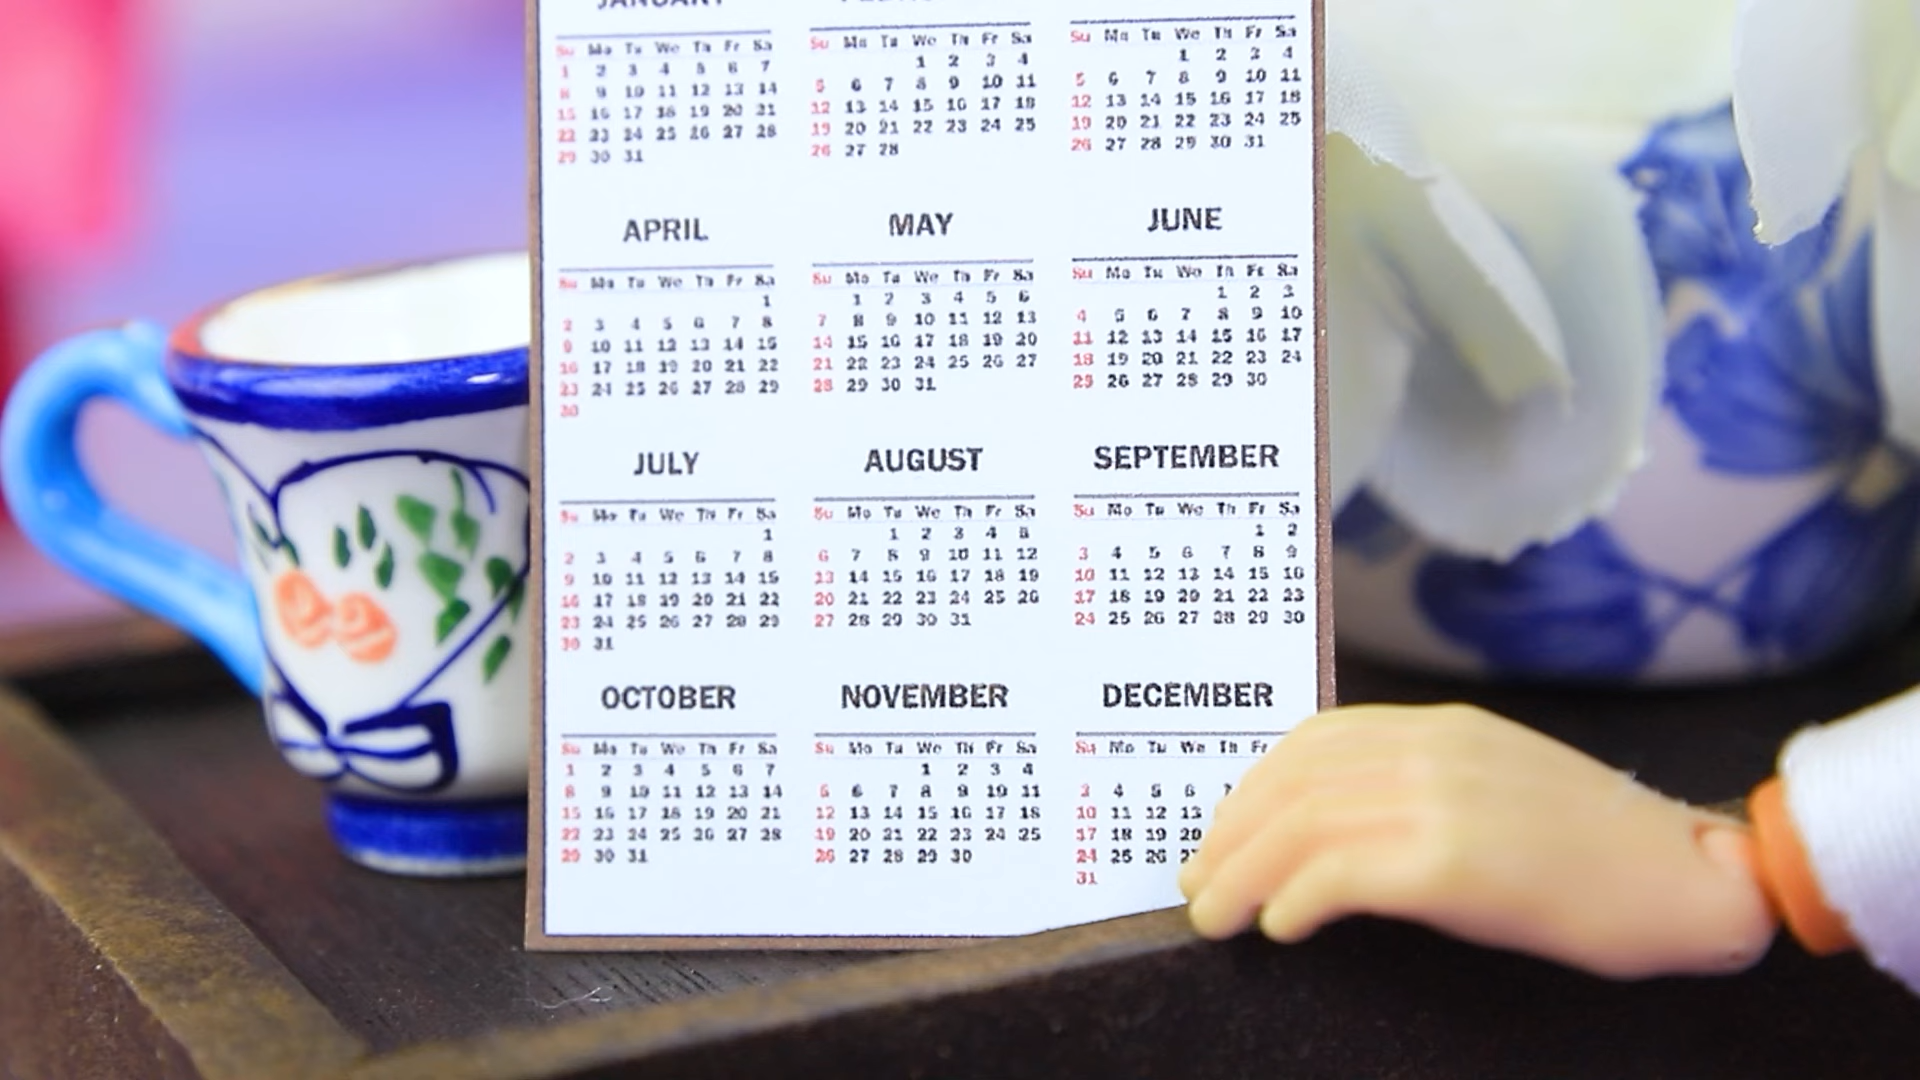 JANUARY
Su Mo Tu We Th Fr Sa
1 2 3 4 5 6 7
8 9 10 11 12 13 14
15 16 17 18 19 20 21
22 23 24 25 26 27 28
29 30 31
Su Mo Tu We Th Fr Sa
1 2 3 4
5 6 7 8 9 10 11
12 13 14 15 16 17 18
19 20 21 22 23 24 25
26 27 28
Su Mo Tu We Th Fr Sa
1 2 3 4
5 6 7 8 9 10 11
12 13 14 15 16 17 18
19 20 21 22 23 24 25
26 27 28 29 30 31
APRIL
Su Mo Tu We Th Fr Sa
1
2 3 4 5 6 7 8
9 10 11 12 13 14 15
16 17 18 19 20 21 22
23 24 25 26 27 28 29
30
MAY
Su Mo Tu We Th Fr Sa
1 2 3 4 5 6
7 8 9 10 11 12 13
14 15 16 17 18 19 20
21 22 23 24 25 26 27
28 29 30 31
JUNE
Su Mo Tu We Th Fr Sa
1 2 3
4 5 6 7 8 9 10
11 12 13 14 15 16 17
18 19 20 21 22 23 24
25 26 27 28 29 30
JULY
Su Mo Tu We Th Fr Sa
1
2 3 4 5 6 7 8
9 10 11 12 13 14 15
16 17 18 19 20 21 22
23 24 25 26 27 28 29
30 31
AUGUST
Su Mo Tu We Th Fr Sa
1 2 3 4 5
6 7 8 9 10 11 12
13 14 15 16 17 18 19
20 21 22 23 24 25 26
27 28 29 30 31
SEPTEMBER
Su Mo Tu We Th Fr Sa
1 2
3 4 5 6 7 8 9
10 11 12 13 14 15 16
17 18 19 20 21 22 23
24 25 26 27 28 29 30
OCTOBER
Su Mo Tu We Th Fr Sa
1 2 3 4 5 6 7
8 9 10 11 12 13 14
15 16 17 18 19 20 21
22 23 24 25 26 27 28
29 30 31
NOVEMBER
Su Mo Tu We Th Fr Sa
1 2 3 4
5 6 7 8 9 10 11
12 13 14 15 16 17 18
19 20 21 22 23 24 25
26 27 28 29 30
DECEMBER
Su Mo Tu We Th Fr
3 4 5 6 7
10 11 12 13
17 18 19 20
24 25 26 27
31